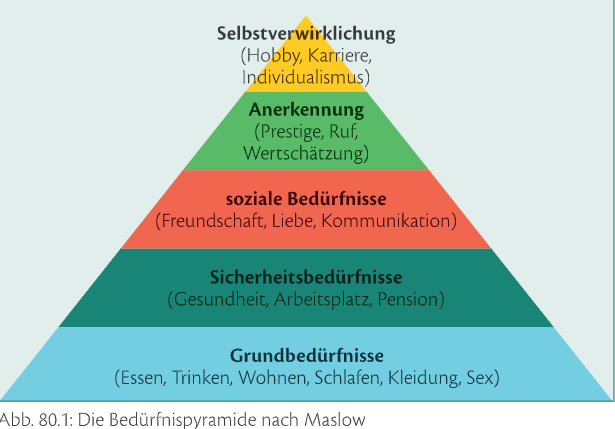 Selbstverwirklichung
(Hobby, Karriere,
Individualismus)
Anerkennung
(Prestige, Ruf,
Wertschätzung)
soziale Bedürfnisse
(Freundschaft, Liebe, Kommunikation)
Sicherheitsbedürfnisse
(Gesundheit, Arbeitsplatz, Pension)
Grundbedürfnisse
(Essen, Trinken, Wohnen, Schlafen, Kleidung, Sex)
Abb. 80.1: Die Bedürfnispyramide nach Maslow